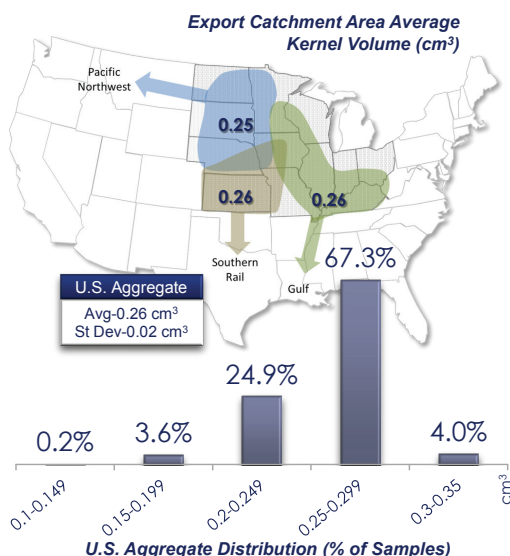 Export Catchment Area Average
Kernel Volume (cm³)
Pacific
Northwest
0.25
0.26
0.26
Southern
Rail
Gulf
U.S. Aggregate
Avg-0.26 cm³
St Dev-0.02 cm³
0.2%
3.6%
24.9%
67.3%
4.0%
0.1-0.149
0.15-0.199
0.2-0.249
0.25-0.299
0.3-0.35
cm³
U.S. Aggregate Distribution (% of Samples)